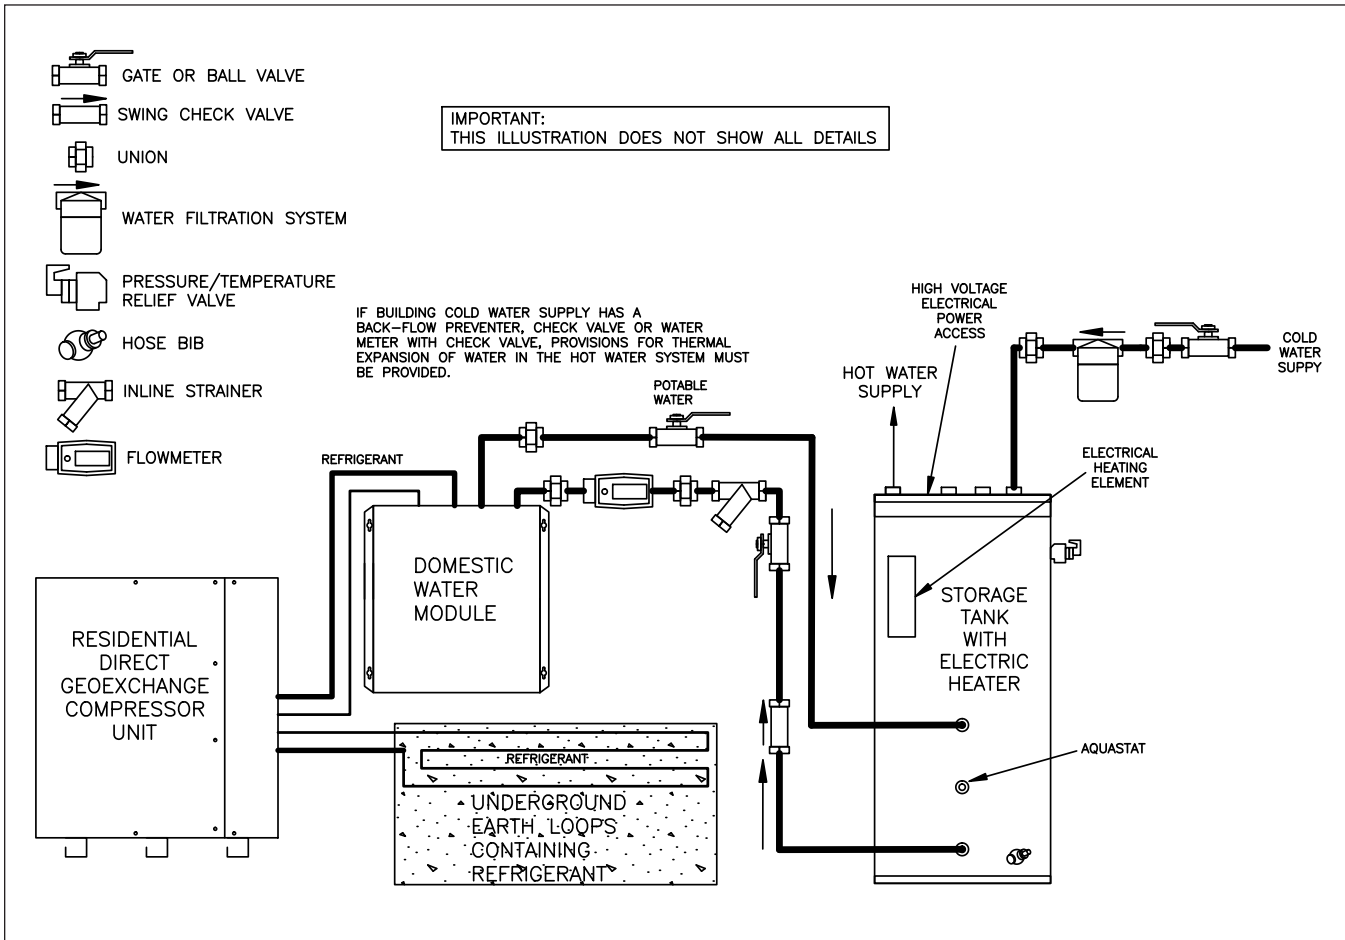 GATE OR BALL VALVE
SWING CHECK VALVE
UNION
WATER FILTRATION SYSTEM
PRESSURE/TEMPERATURE
RELIEF VALVE
HOSE BIB
INLINE STRAINER
FLOWMETER
IMPORTANT:
THIS ILLUSTRATION DOES NOT SHOW ALL DETAILS
IF BUILDING COLD WATER SUPPLY HAS A
BACK-FLOW PREVENTER, CHECK VALVE OR WATER
METER WITH CHECK VALVE, PROVISIONS FOR THERMAL
EXPANSION OF WATER IN THE HOT WATER SYSTEM MUST
BE PROVIDED.
HIGH VOLTAGE
ELECTRICAL
POWER
ACCESS
COLD
WATER
SUPPY
HOT WATER
SUPPLY
POTABLE
WATER
REFRIGERANT
ELECTRICAL
HEATING
ELEMENT
DOMESTIC
WATER
MODULE
STORAGE
TANK
WITH
ELECTRIC
HEATER
RESIDENTIAL
DIRECT
GEOEXCHANGE
COMPRESSOR
UNIT
AQUASTAT
REFRIGERANT
UNDERGROUND
EARTH LOOPS
CONTAINING
REFRIGERANT